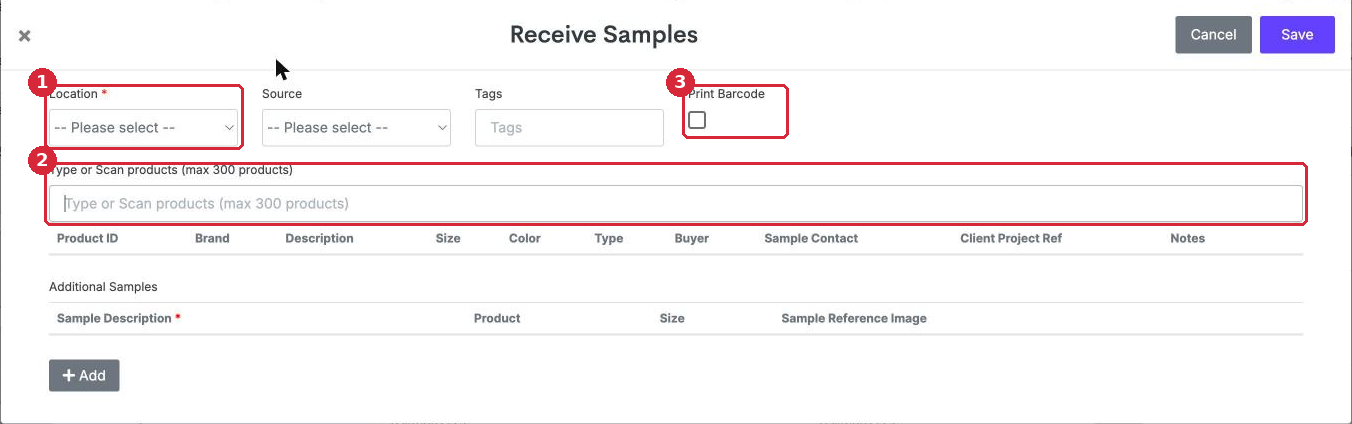 × Receive Samples Cancel Save
1 3
Location * Source Tags Print Barcode
-- Please select -- -- Please select -- Tags
2
Type or Scan products (max 300 products)
Type or Scan products (max 300 products)
Product ID Brand Description Size Color Type Buyer Sample Contact Client Project Ref Notes
Additional Samples
Sample Description * Product Size Sample Reference Image
+ Add